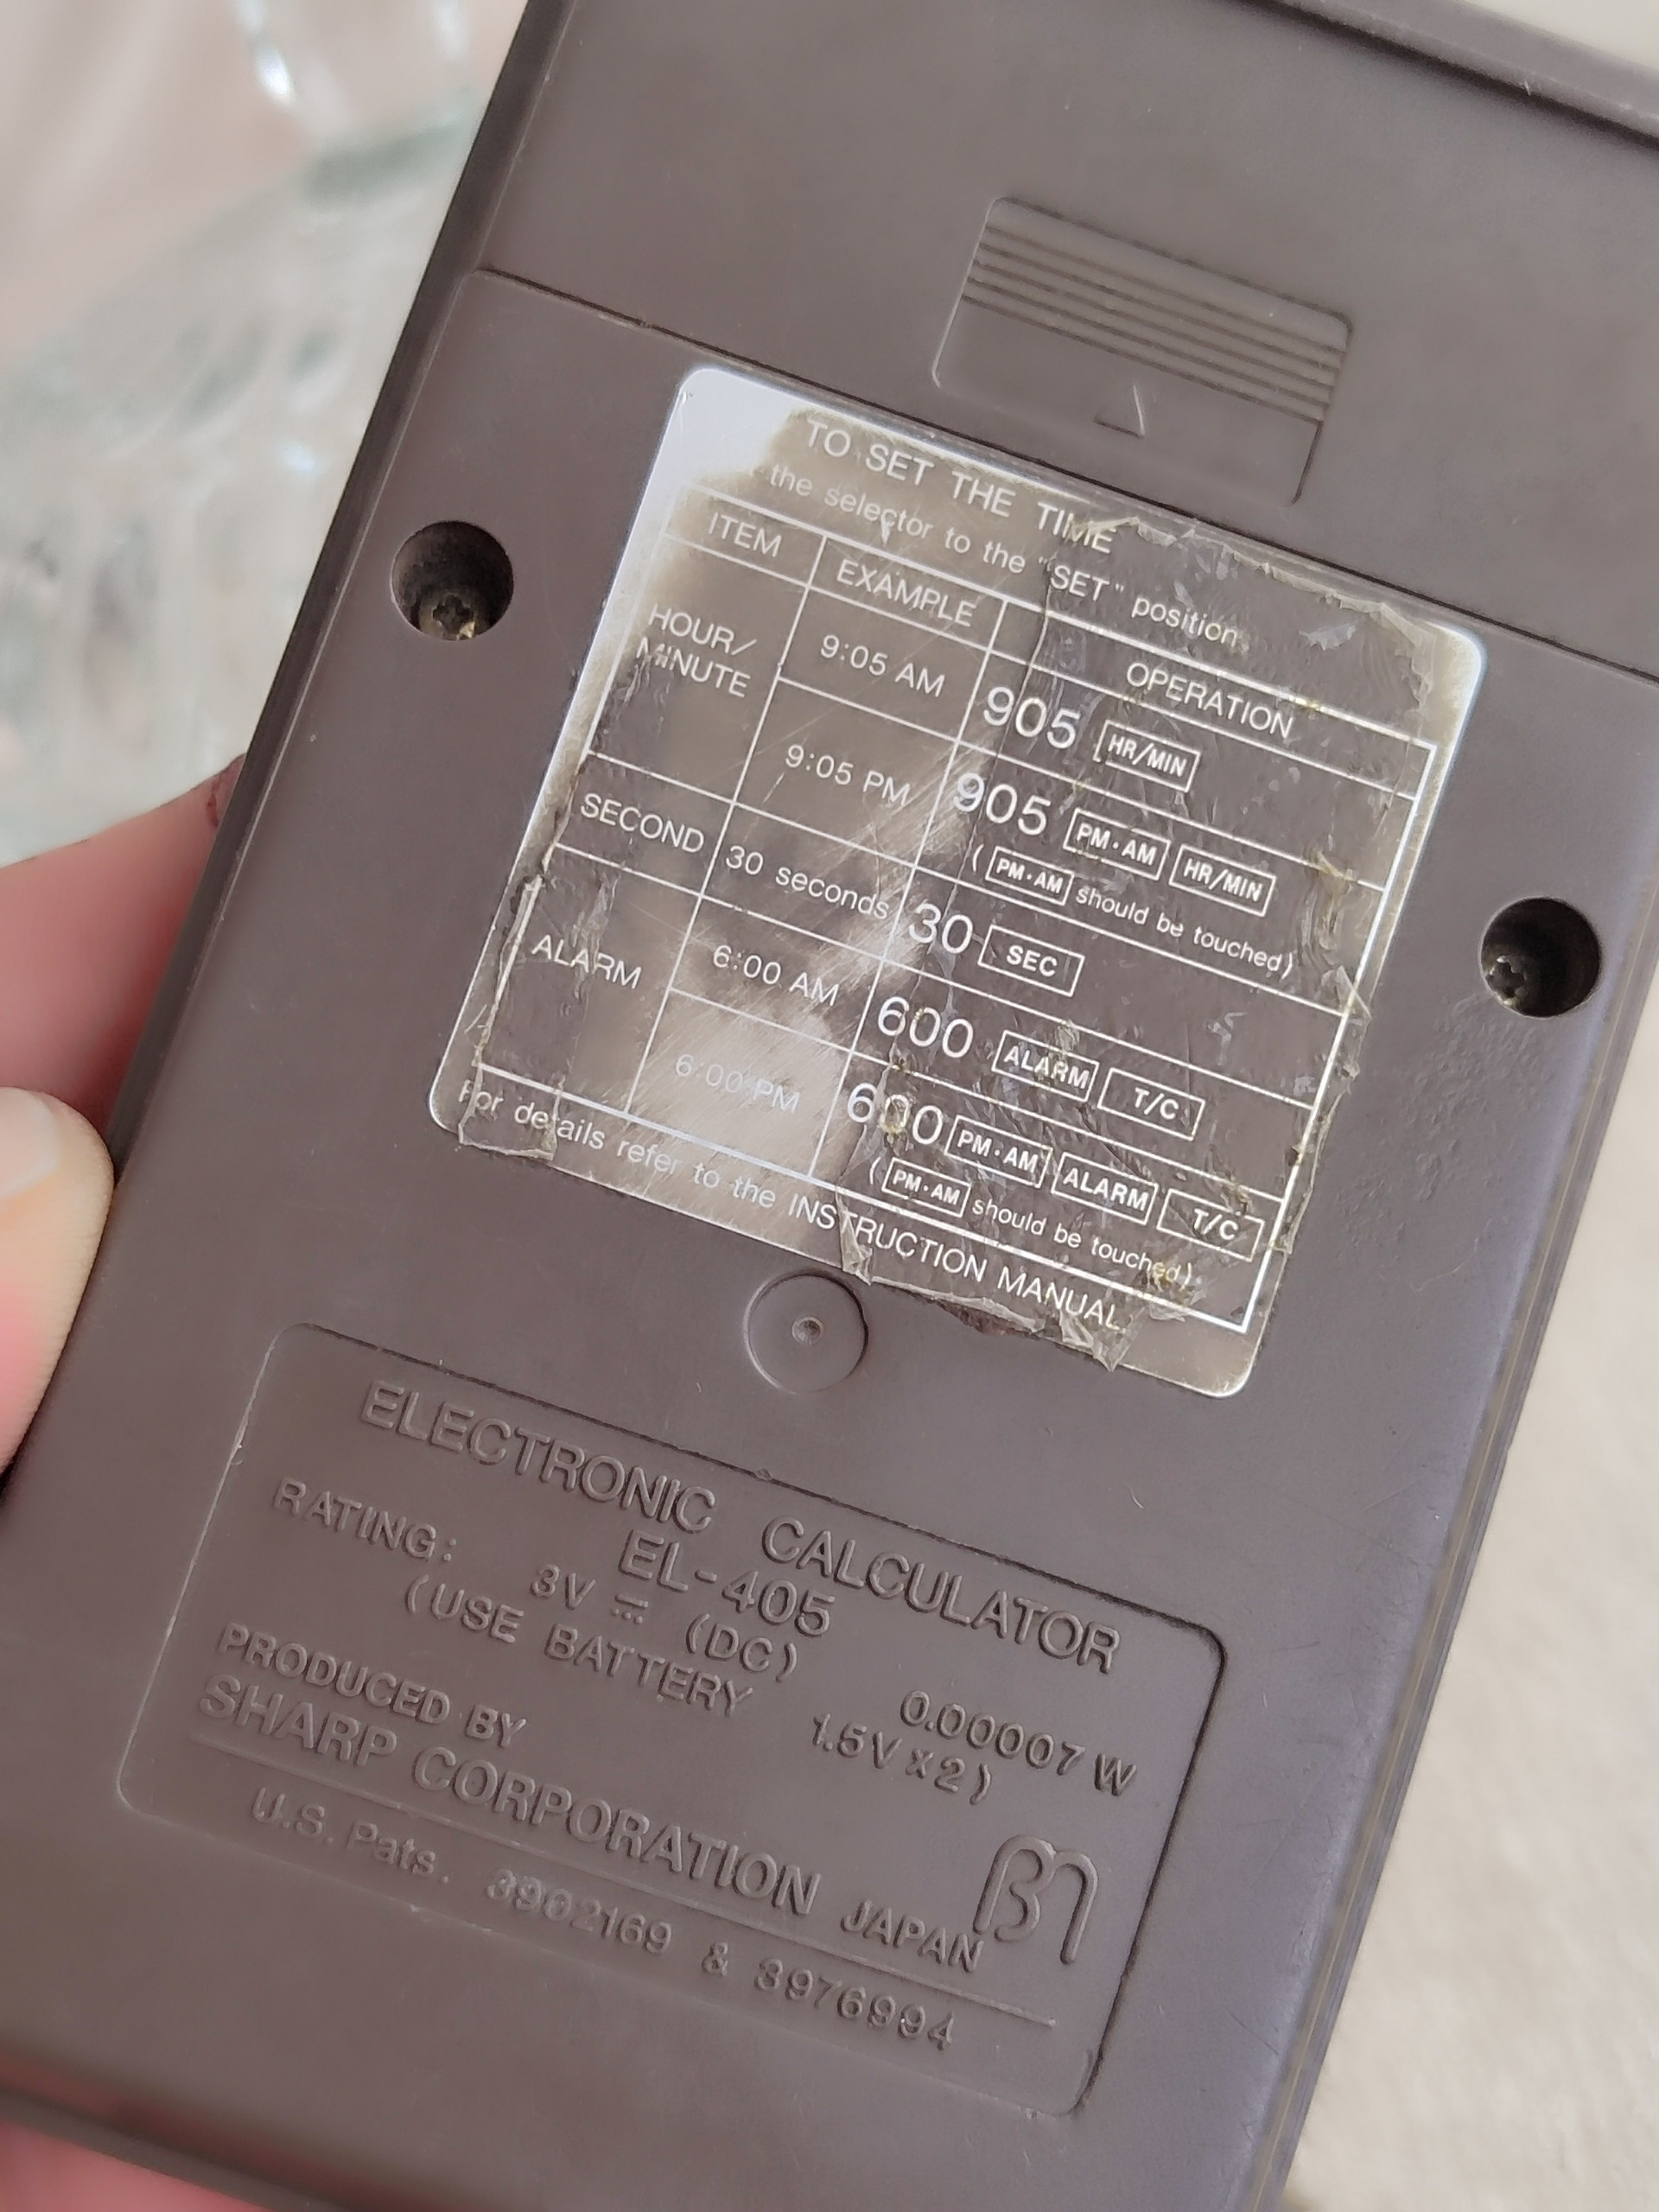 TO SET THE TIME
the selector to the "SET" position.
ITEM EXAMPLE OPERATION
HOUR/
MINUTE
9:05 AM 905 HR/MIN
9:05 PM 905 PM·AM HR/MIN
( PM·AM should be touched)
SECOND 30 seconds 30 SEC
ALARM
6:00 AM 600 ALARM T/C
6:00 PM 600 PM·AM ALARM T/C
( PM·AM should be touched)
For details refer to the INSTRUCTION MANUAL.
ELECTRONIC CALCULATOR
EL-405
RATING: 3V ⎓ (DC) 0.00007 W
(USE BATTERY 1.5V x 2)
PRODUCED BY
SHARP CORPORATION JAPAN
U.S. Pats. 3902169 & 3976994